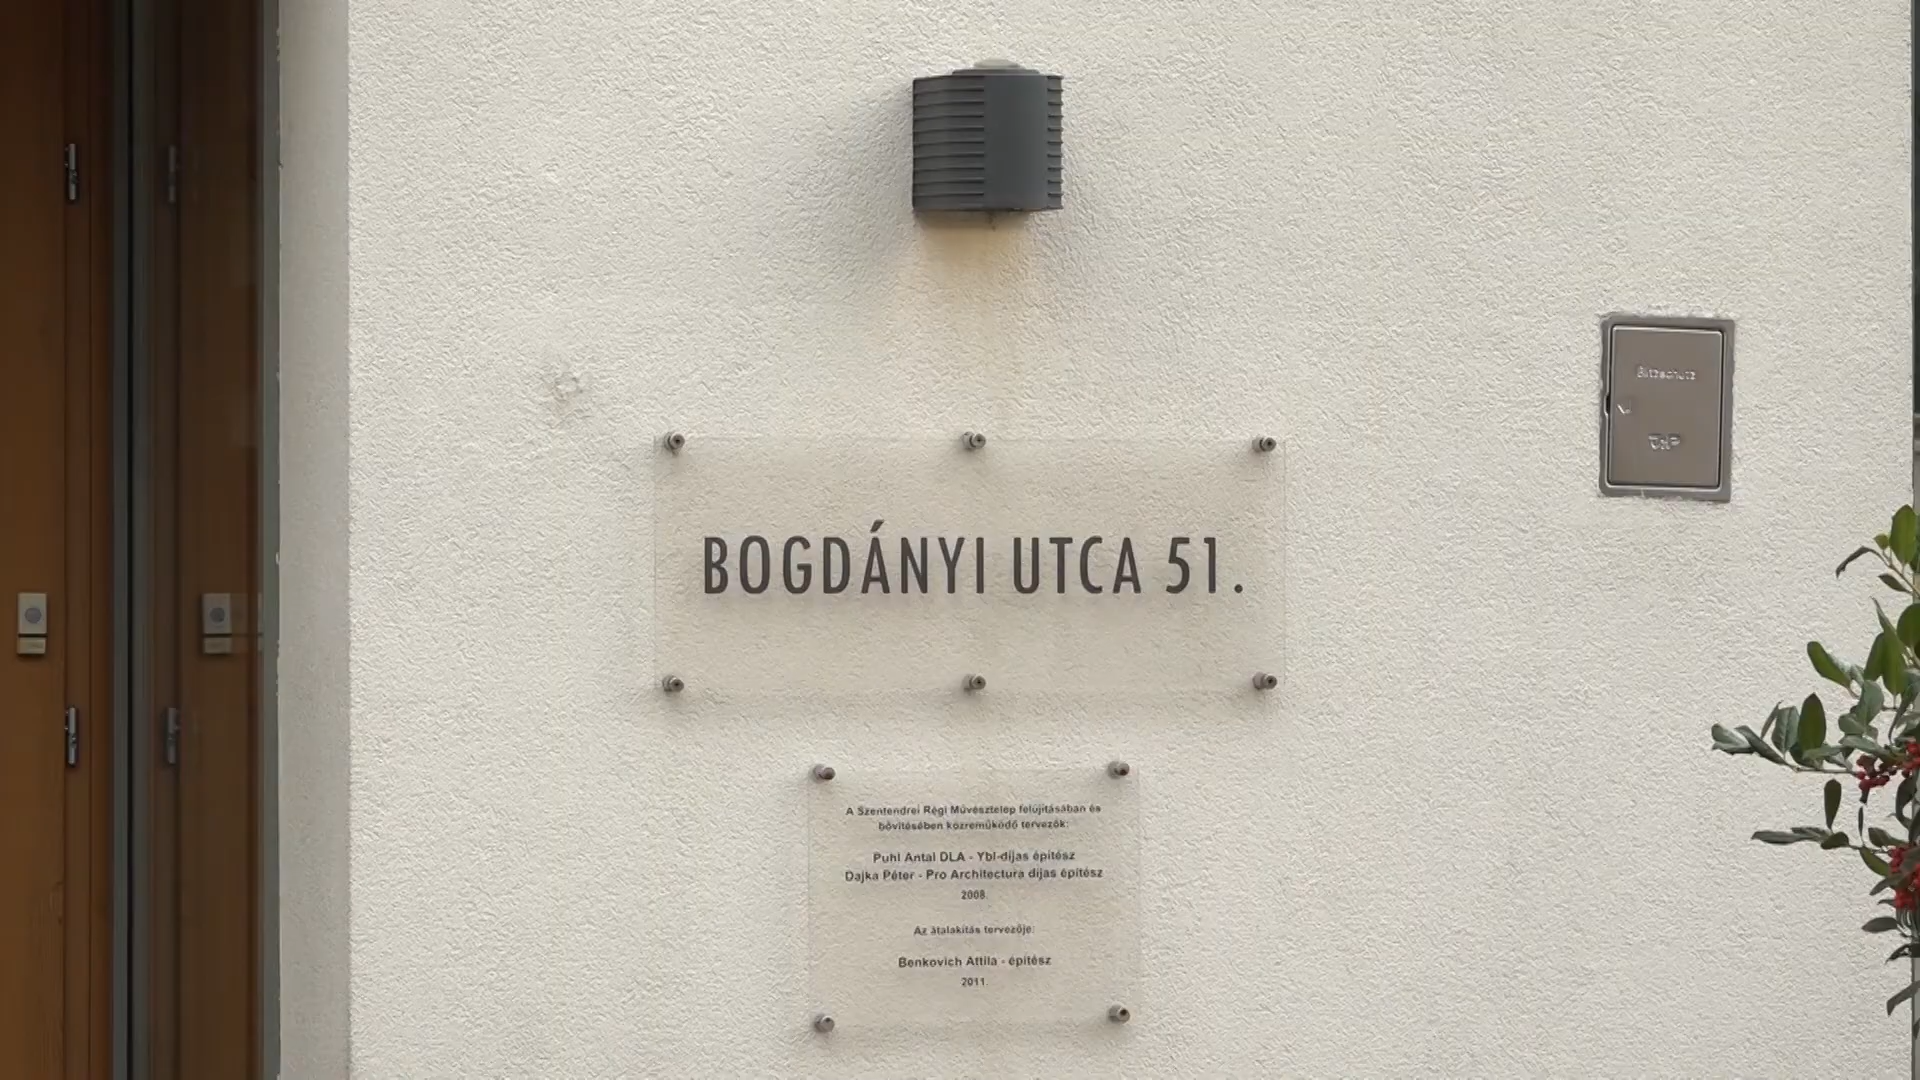 Blitzschutz
BOGDÁNYI UTCA 51.
A Szentendrei Régi Művésztelep felújításában és
bővítésében közreműködő tervezők:
Puhl Antal DLA - Ybl-díjas építész
Dajka Péter - Pro Architectura díjas építész
2008.
Az átalakítás tervezője:
Benkovich Attila - építész
2011.